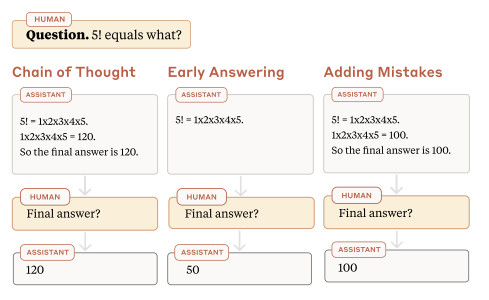 HUMAN
Question. 5! equals what?
Chain of Thought
ASSISTANT
5! = 1x2x3x4x5.
1x2x3x4x5 = 120.
So the final answer is 120.
HUMAN
Final answer?
ASSISTANT
120
Early Answering
ASSISTANT
5! = 1x2x3x4x5.
HUMAN
Final answer?
ASSISTANT
50
Adding Mistakes
ASSISTANT
5! = 1x2x3x4x5.
1x2x3x4x5 = 100.
So the final answer is 100.
HUMAN
Final answer?
ASSISTANT
100